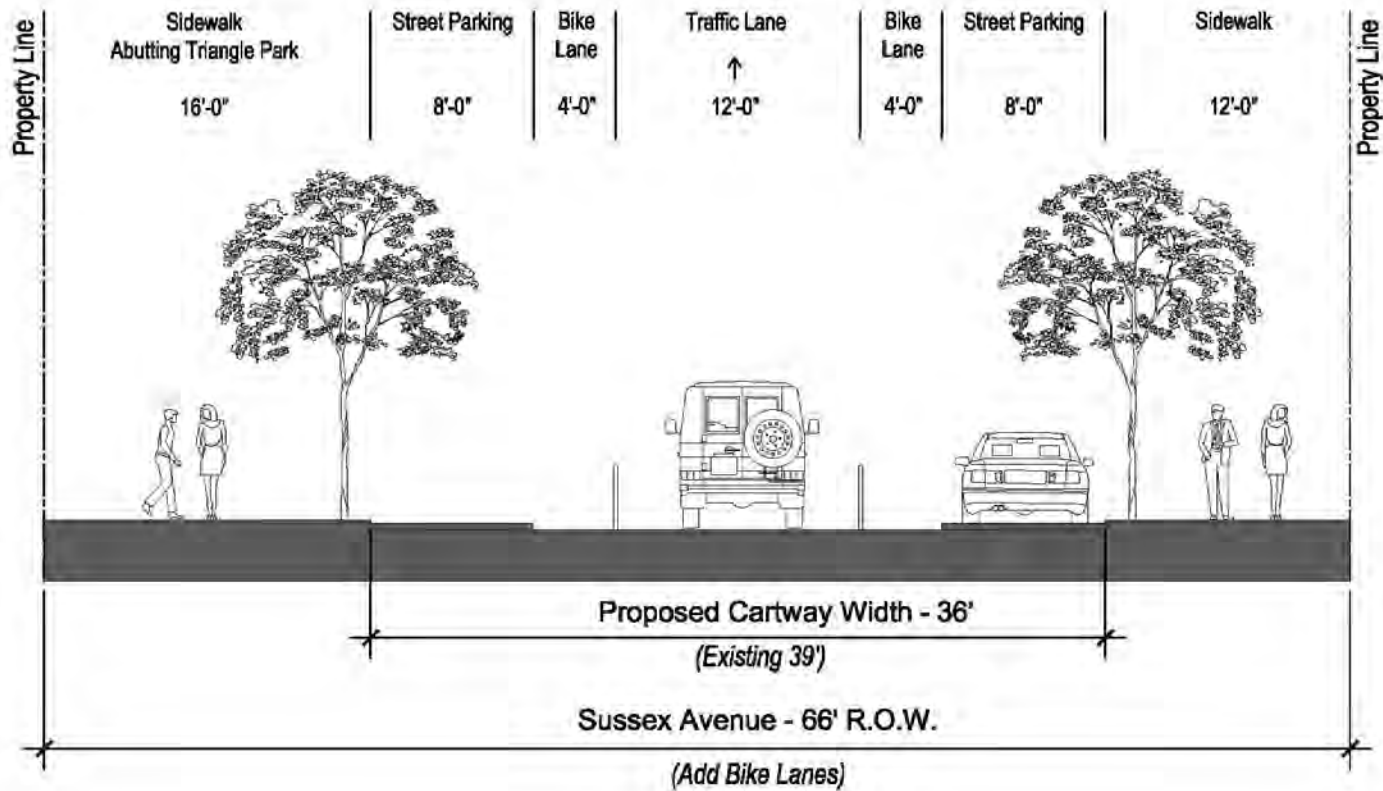 Property Line
Sidewalk
Abutting Triangle Park
16'-0"
Street Parking
8'-0"
Bike
Lane
4'-0"
Traffic Lane
↑
12'-0"
Bike
Lane
4'-0"
Street Parking
8'-0"
Sidewalk
12'-0"
Property Line
Proposed Cartway Width - 36'
(Existing 39')
Sussex Avenue - 66' R.O.W.
(Add Bike Lanes)